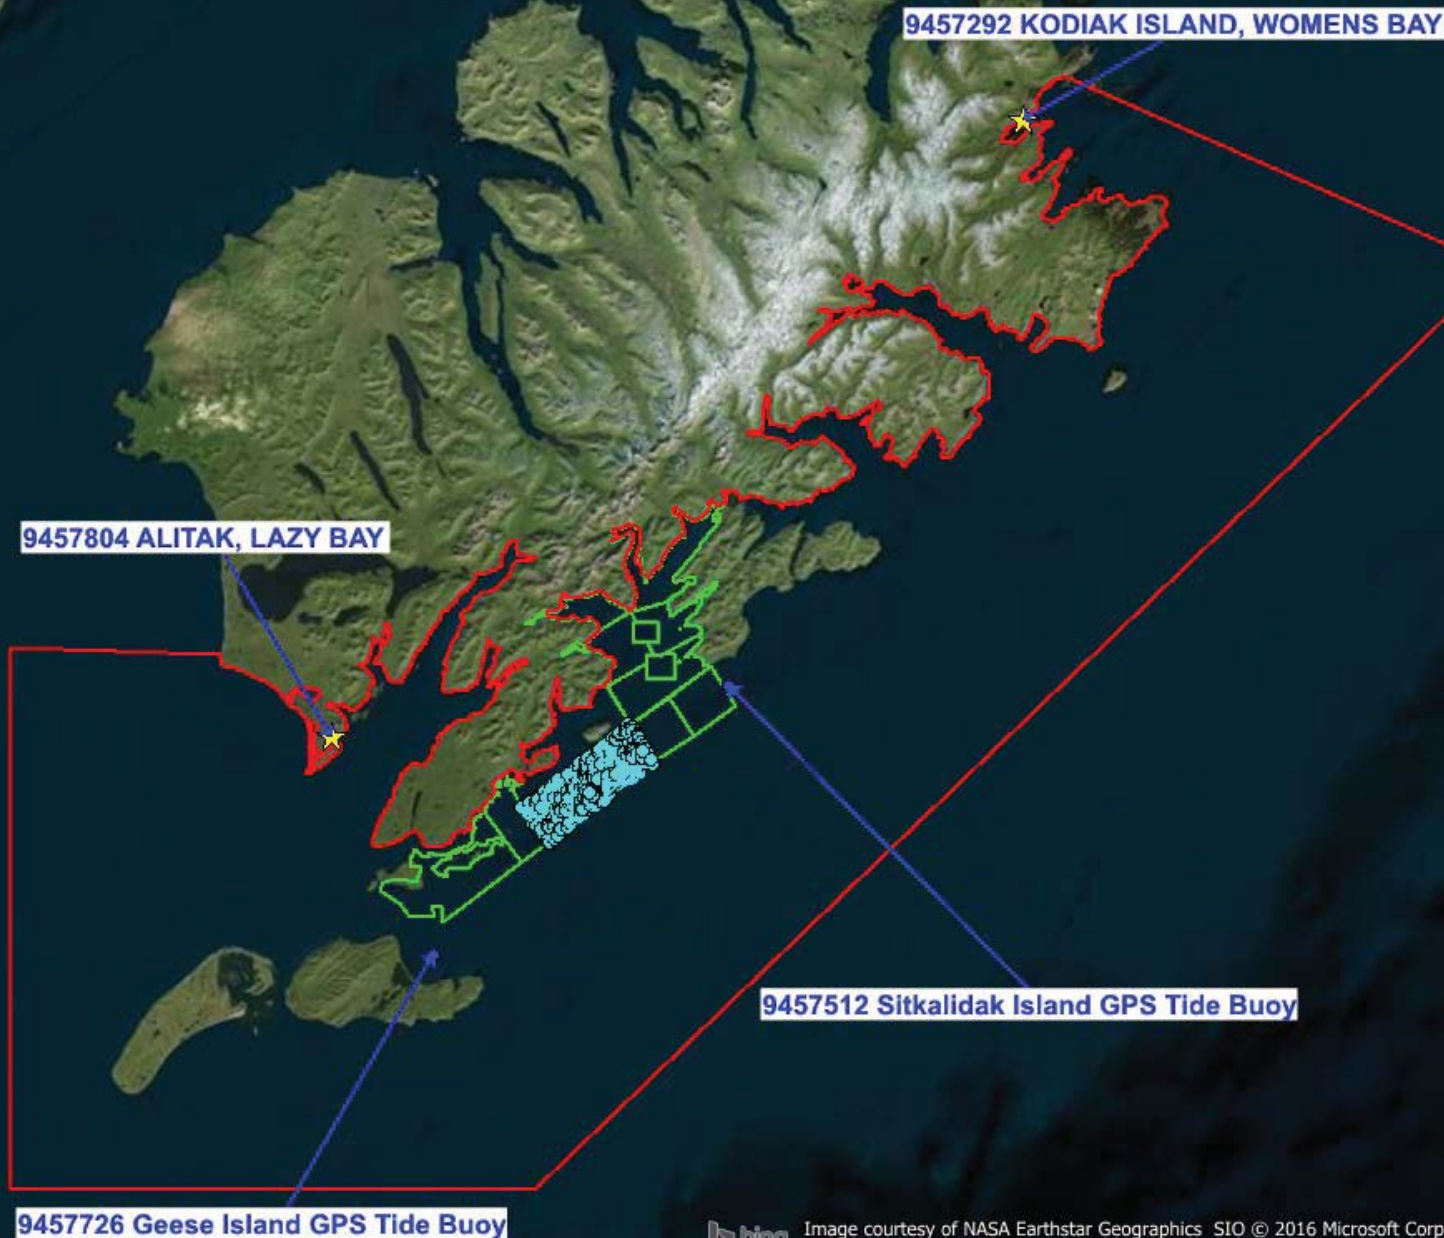 9457292 KODIAK ISLAND, WOMENS BAY
9457804 ALITAK, LAZY BAY
9457512 Sitkalidak Island GPS Tide Buoy
9457726 Geese Island GPS Tide Buoy
bing
Image courtesy of NASA Earthstar Geographics SIO © 2016 Microsoft Corp